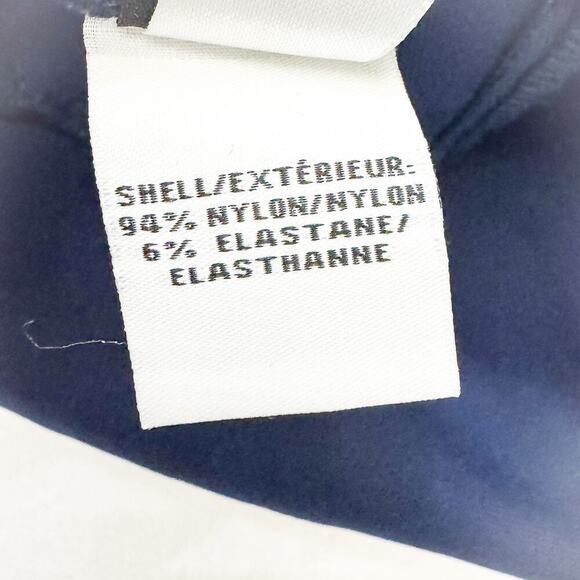 SHELL/EXTÉRIEUR:
94% NYLON/NYLON
6% ELASTANE/
ELASTHANNE